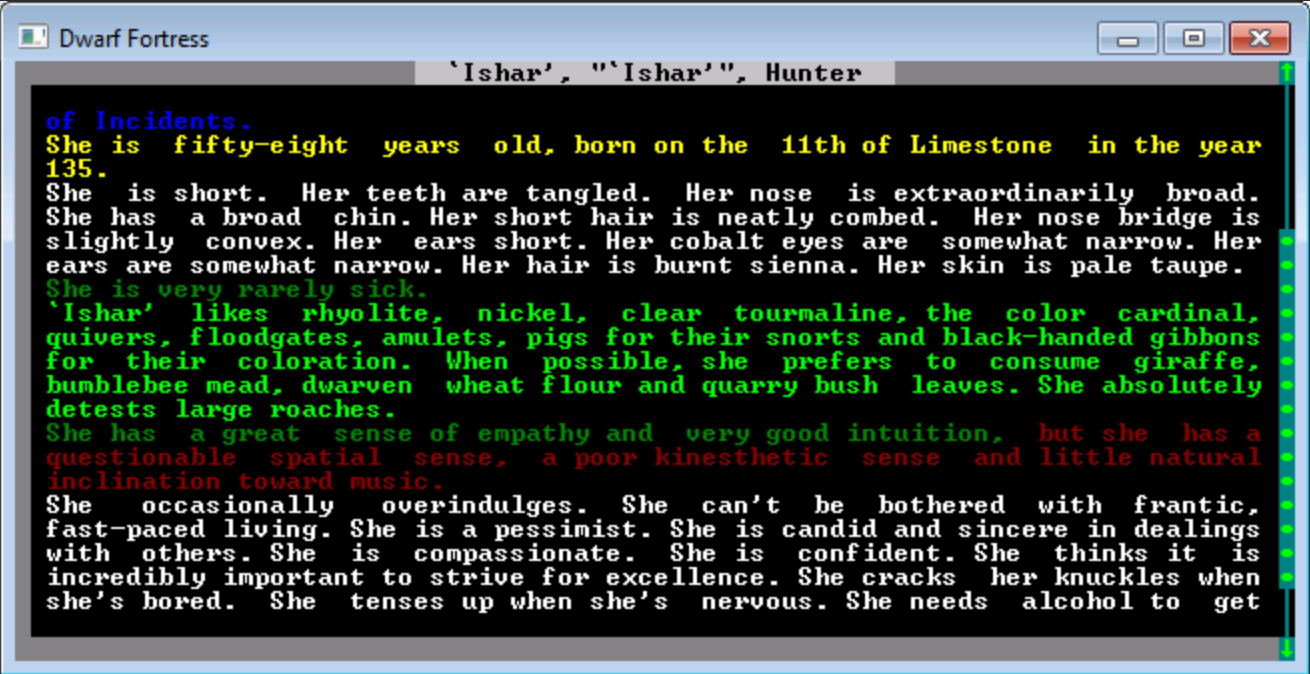 Dwarf Fortress
`Ishar', "`Ishar'", Hunter
of Incidents.
She is fifty-eight years old, born on the 11th of Limestone in the year
135.
She is short. Her teeth are tangled. Her nose is extraordinarily broad.
She has a broad chin. Her short hair is neatly combed. Her nose bridge is
slightly convex. Her ears short. Her cobalt eyes are somewhat narrow. Her
ears are somewhat narrow. Her hair is burnt sienna. Her skin is pale taupe.
She is very rarely sick.
`Ishar' likes rhyolite, nickel, clear tourmaline, the color cardinal,
quivers, floodgates, amulets, pigs for their snorts and black-handed gibbons
for their coloration. When possible, she prefers to consume giraffe,
bumblebee mead, dwarven wheat flour and quarry bush leaves. She absolutely
detests large roaches.
She has a great sense of empathy and very good intuition, but she has a
questionable spatial sense, a poor kinesthetic sense and little natural
inclination toward music.
She occasionally overindulges. She can't be bothered with frantic,
fast-paced living. She is a pessimist. She is candid and sincere in dealings
with others. She is compassionate. She is confident. She thinks it is
incredibly important to strive for excellence. She cracks her knuckles when
she's bored. She tenses up when she's nervous. She needs alcohol to get